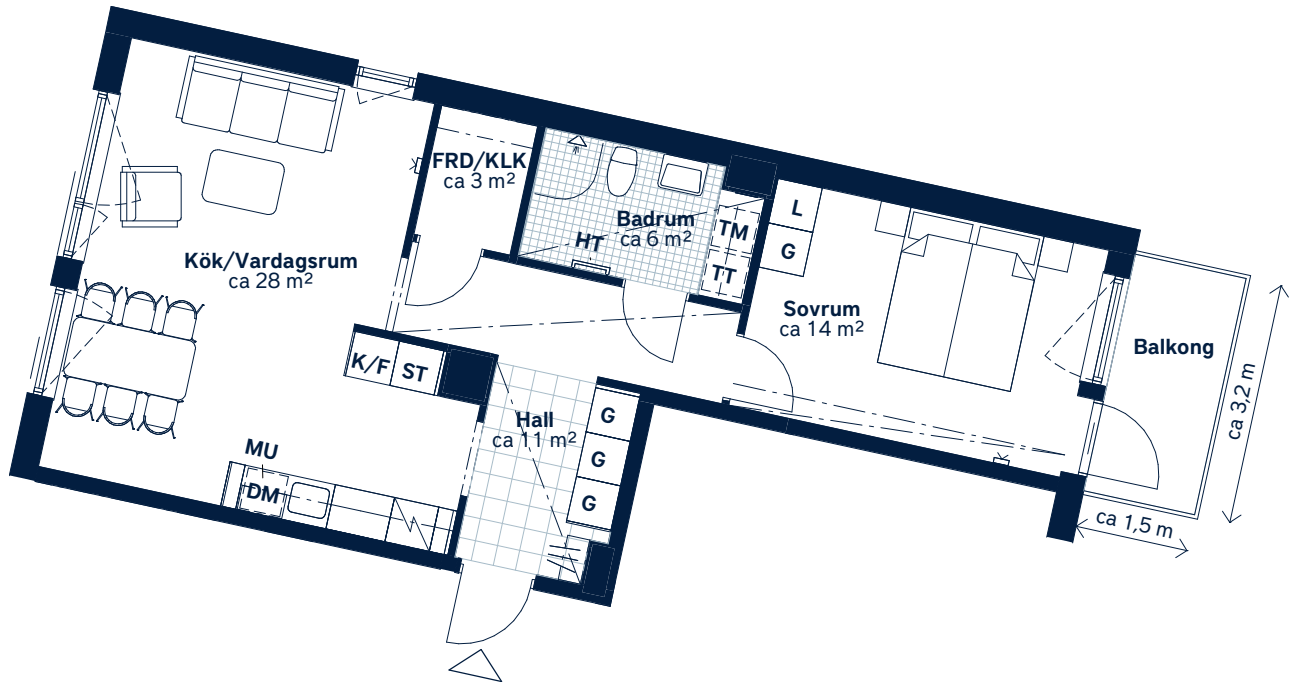 FRD/KLK
ca 3 m²
Badrum
ca 6 m²
HT
TM
TT
L
G
Kök/Vardagsrum
ca 28 m²
Sovrum
ca 14 m²
Balkong
ca 3,2 m
ca 1,5 m
K/F
ST
Hall
ca 11 m²
G
G
G
MU
DM